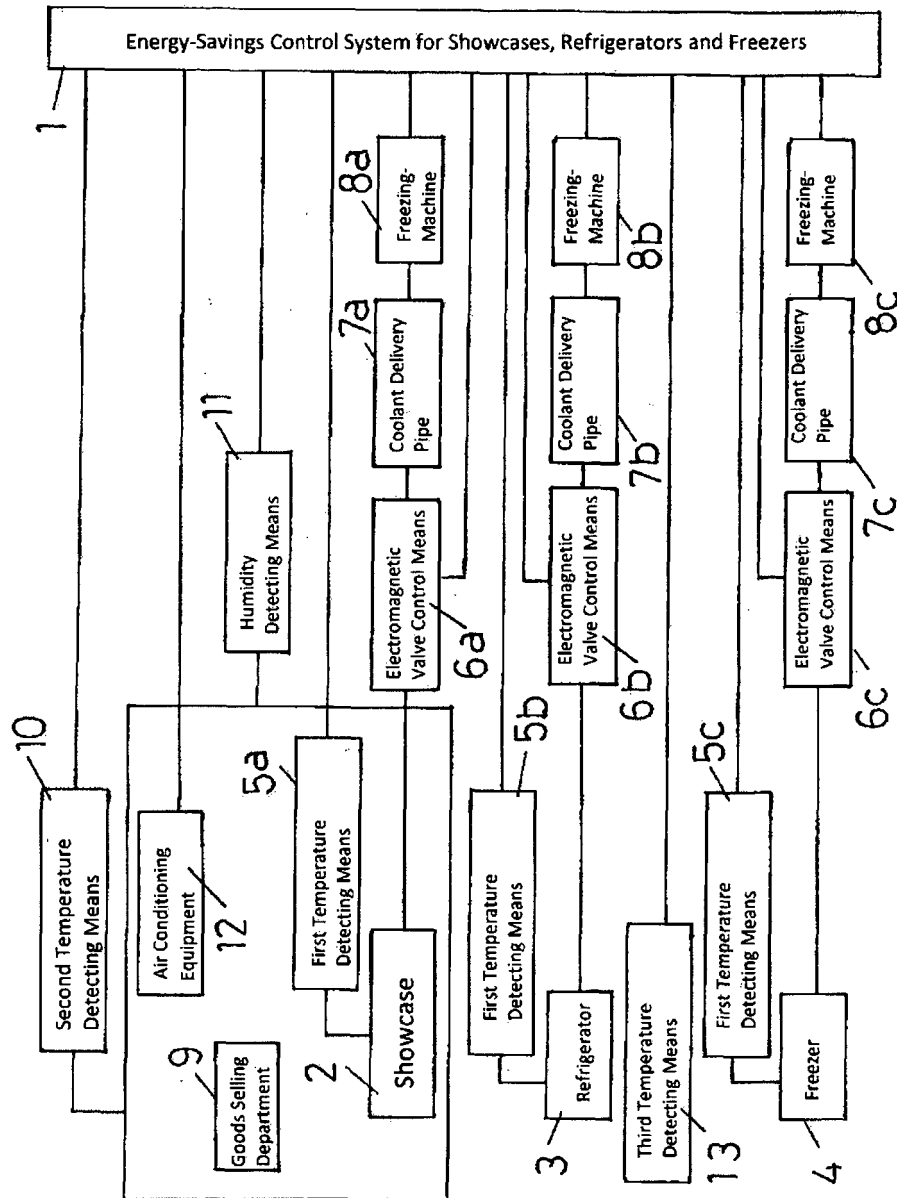 Energy-Savings Control System for Showcases, Refrigerators and Freezers
1
10
Second Temperature
Detecting Means
Air Conditioning
Equipment
12
Humidity
Detecting Means
11
9
Goods Selling
Department
5a
First Temperature
Detecting Means
2
Showcase
Electromagnetic
Valve Control Means
6a
7a
Coolant Delivery
Pipe
8a
Freezing-
Machine
First Temperature
Detecting Means
5b
3
Refrigerator
Electromagnetic
Valve Control Means
6b
Coolant Delivery
Pipe
7b
Freezing-
Machine
8b
Third Temperature
Detecting Means
13
First Temperature
Detecting Means
5c
Freezer
4
Electromagnetic
Valve Control Means
6c
Coolant Delivery
Pipe
7c
Freezing-
Machine
8c